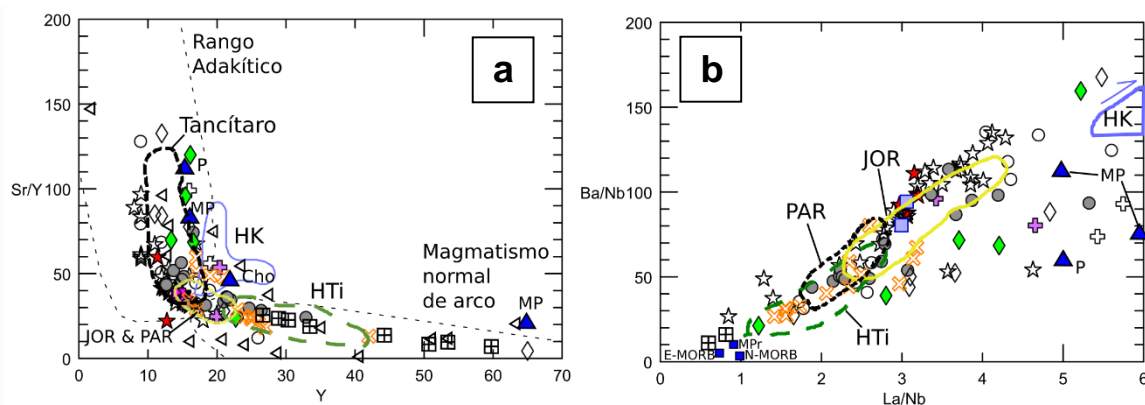 a
200
150
100
50
0
Sr/Y
Rango
Adakítico
Tancítaro
P
MP
HK
Cho
HTi
JOR & PAR
Magmatismo
normal
de arco
MP
0
10
20
30
40
50
60
70
Y
b
200
150
100
50
0
Ba/Nb
HK
JOR
PAR
MP
P
HTi
MPr
E-MORB
N-MORB
0
1
2
3
4
5
6
La/Nb